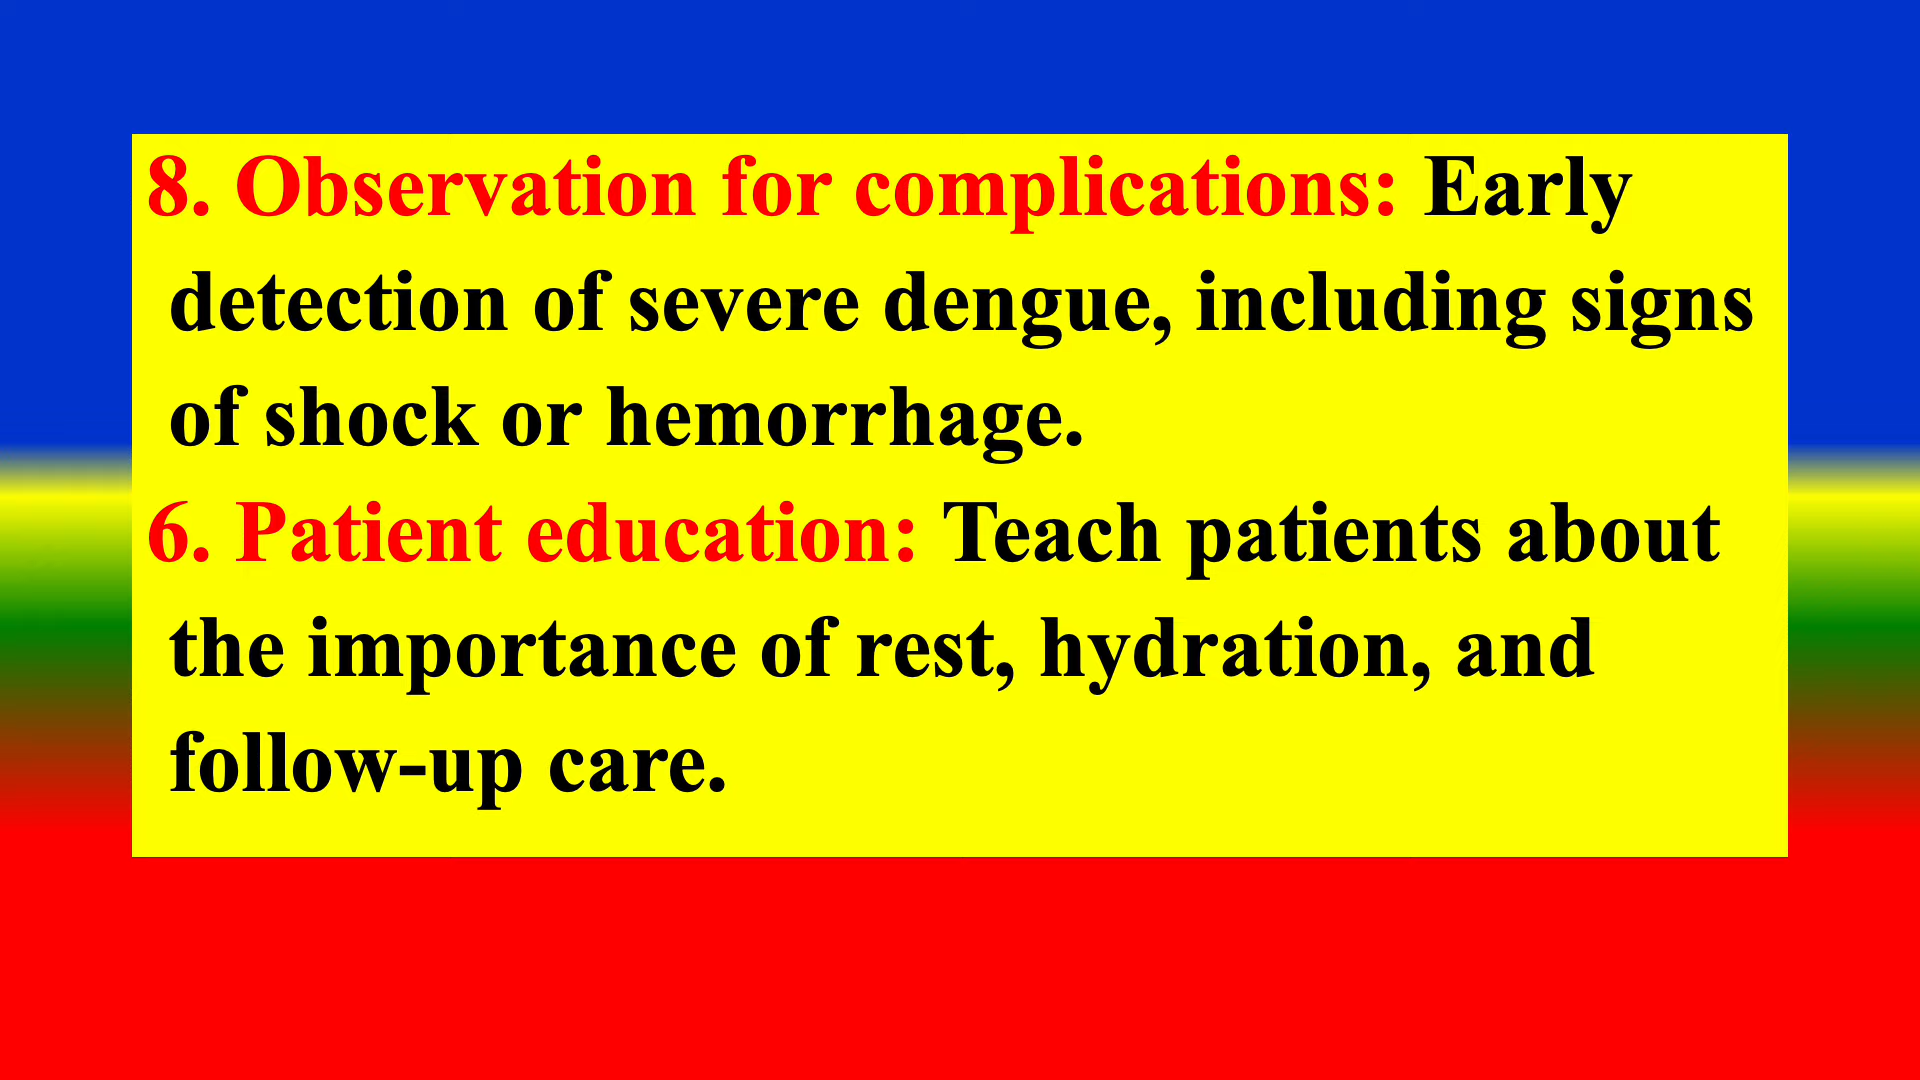 8. Observation for complications: Early
detection of severe dengue, including signs
of shock or hemorrhage.
6. Patient education: Teach patients about
the importance of rest, hydration, and
follow-up care.